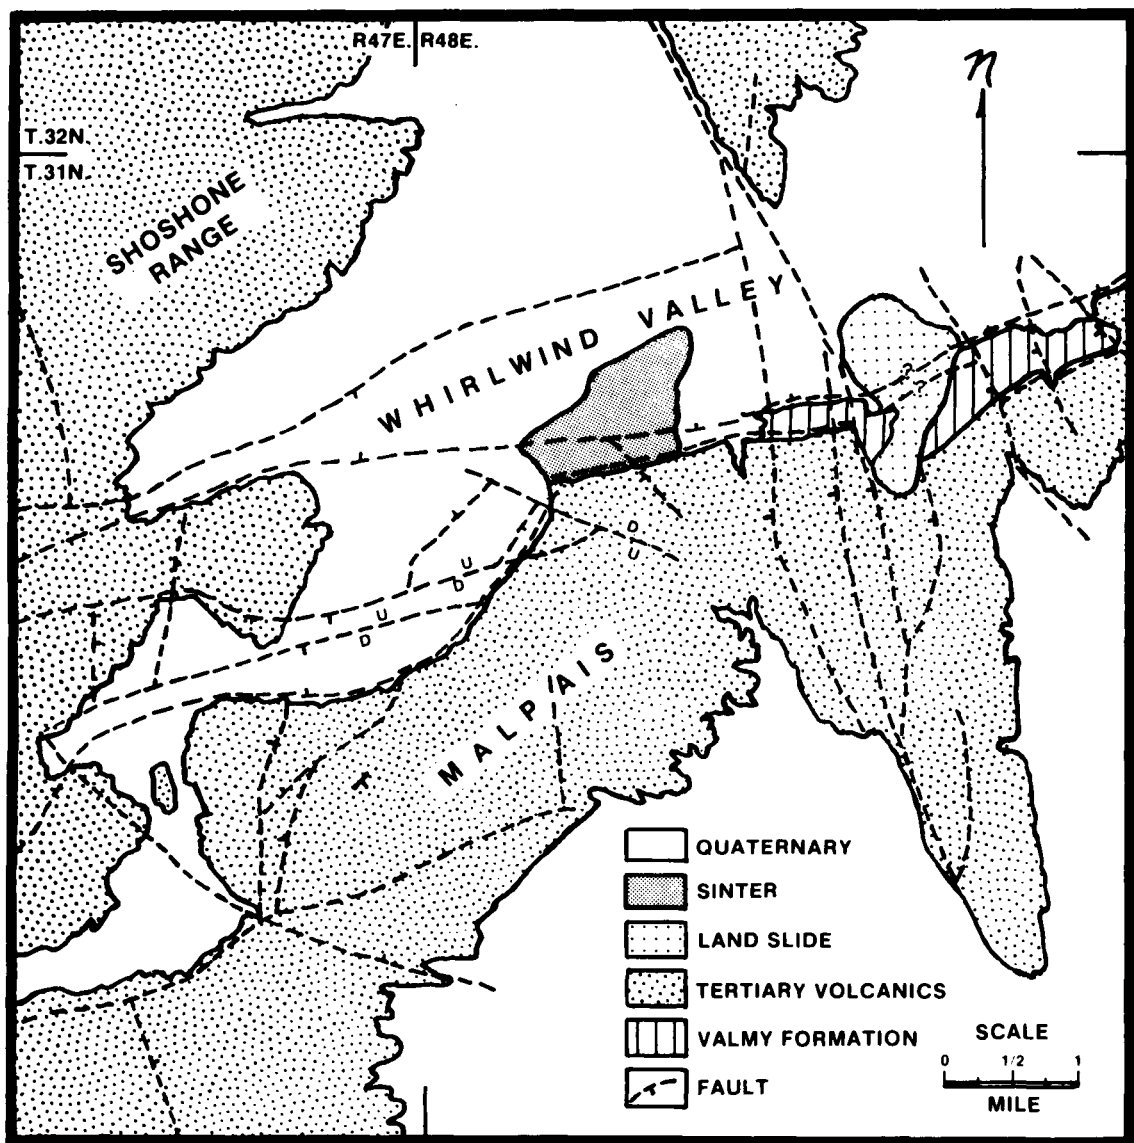 R47E. R48E.
n
T.32N.
T.31N.
SHOSHONE
RANGE
WHIRLWIND VALLEY
?
?
D
U
U
D
U
D
MALPAIS
QUATERNARY
SINTER
LAND SLIDE
TERTIARY VOLCANICS
VALMY FORMATION
FAULT
SCALE
0 1/2 1
MILE